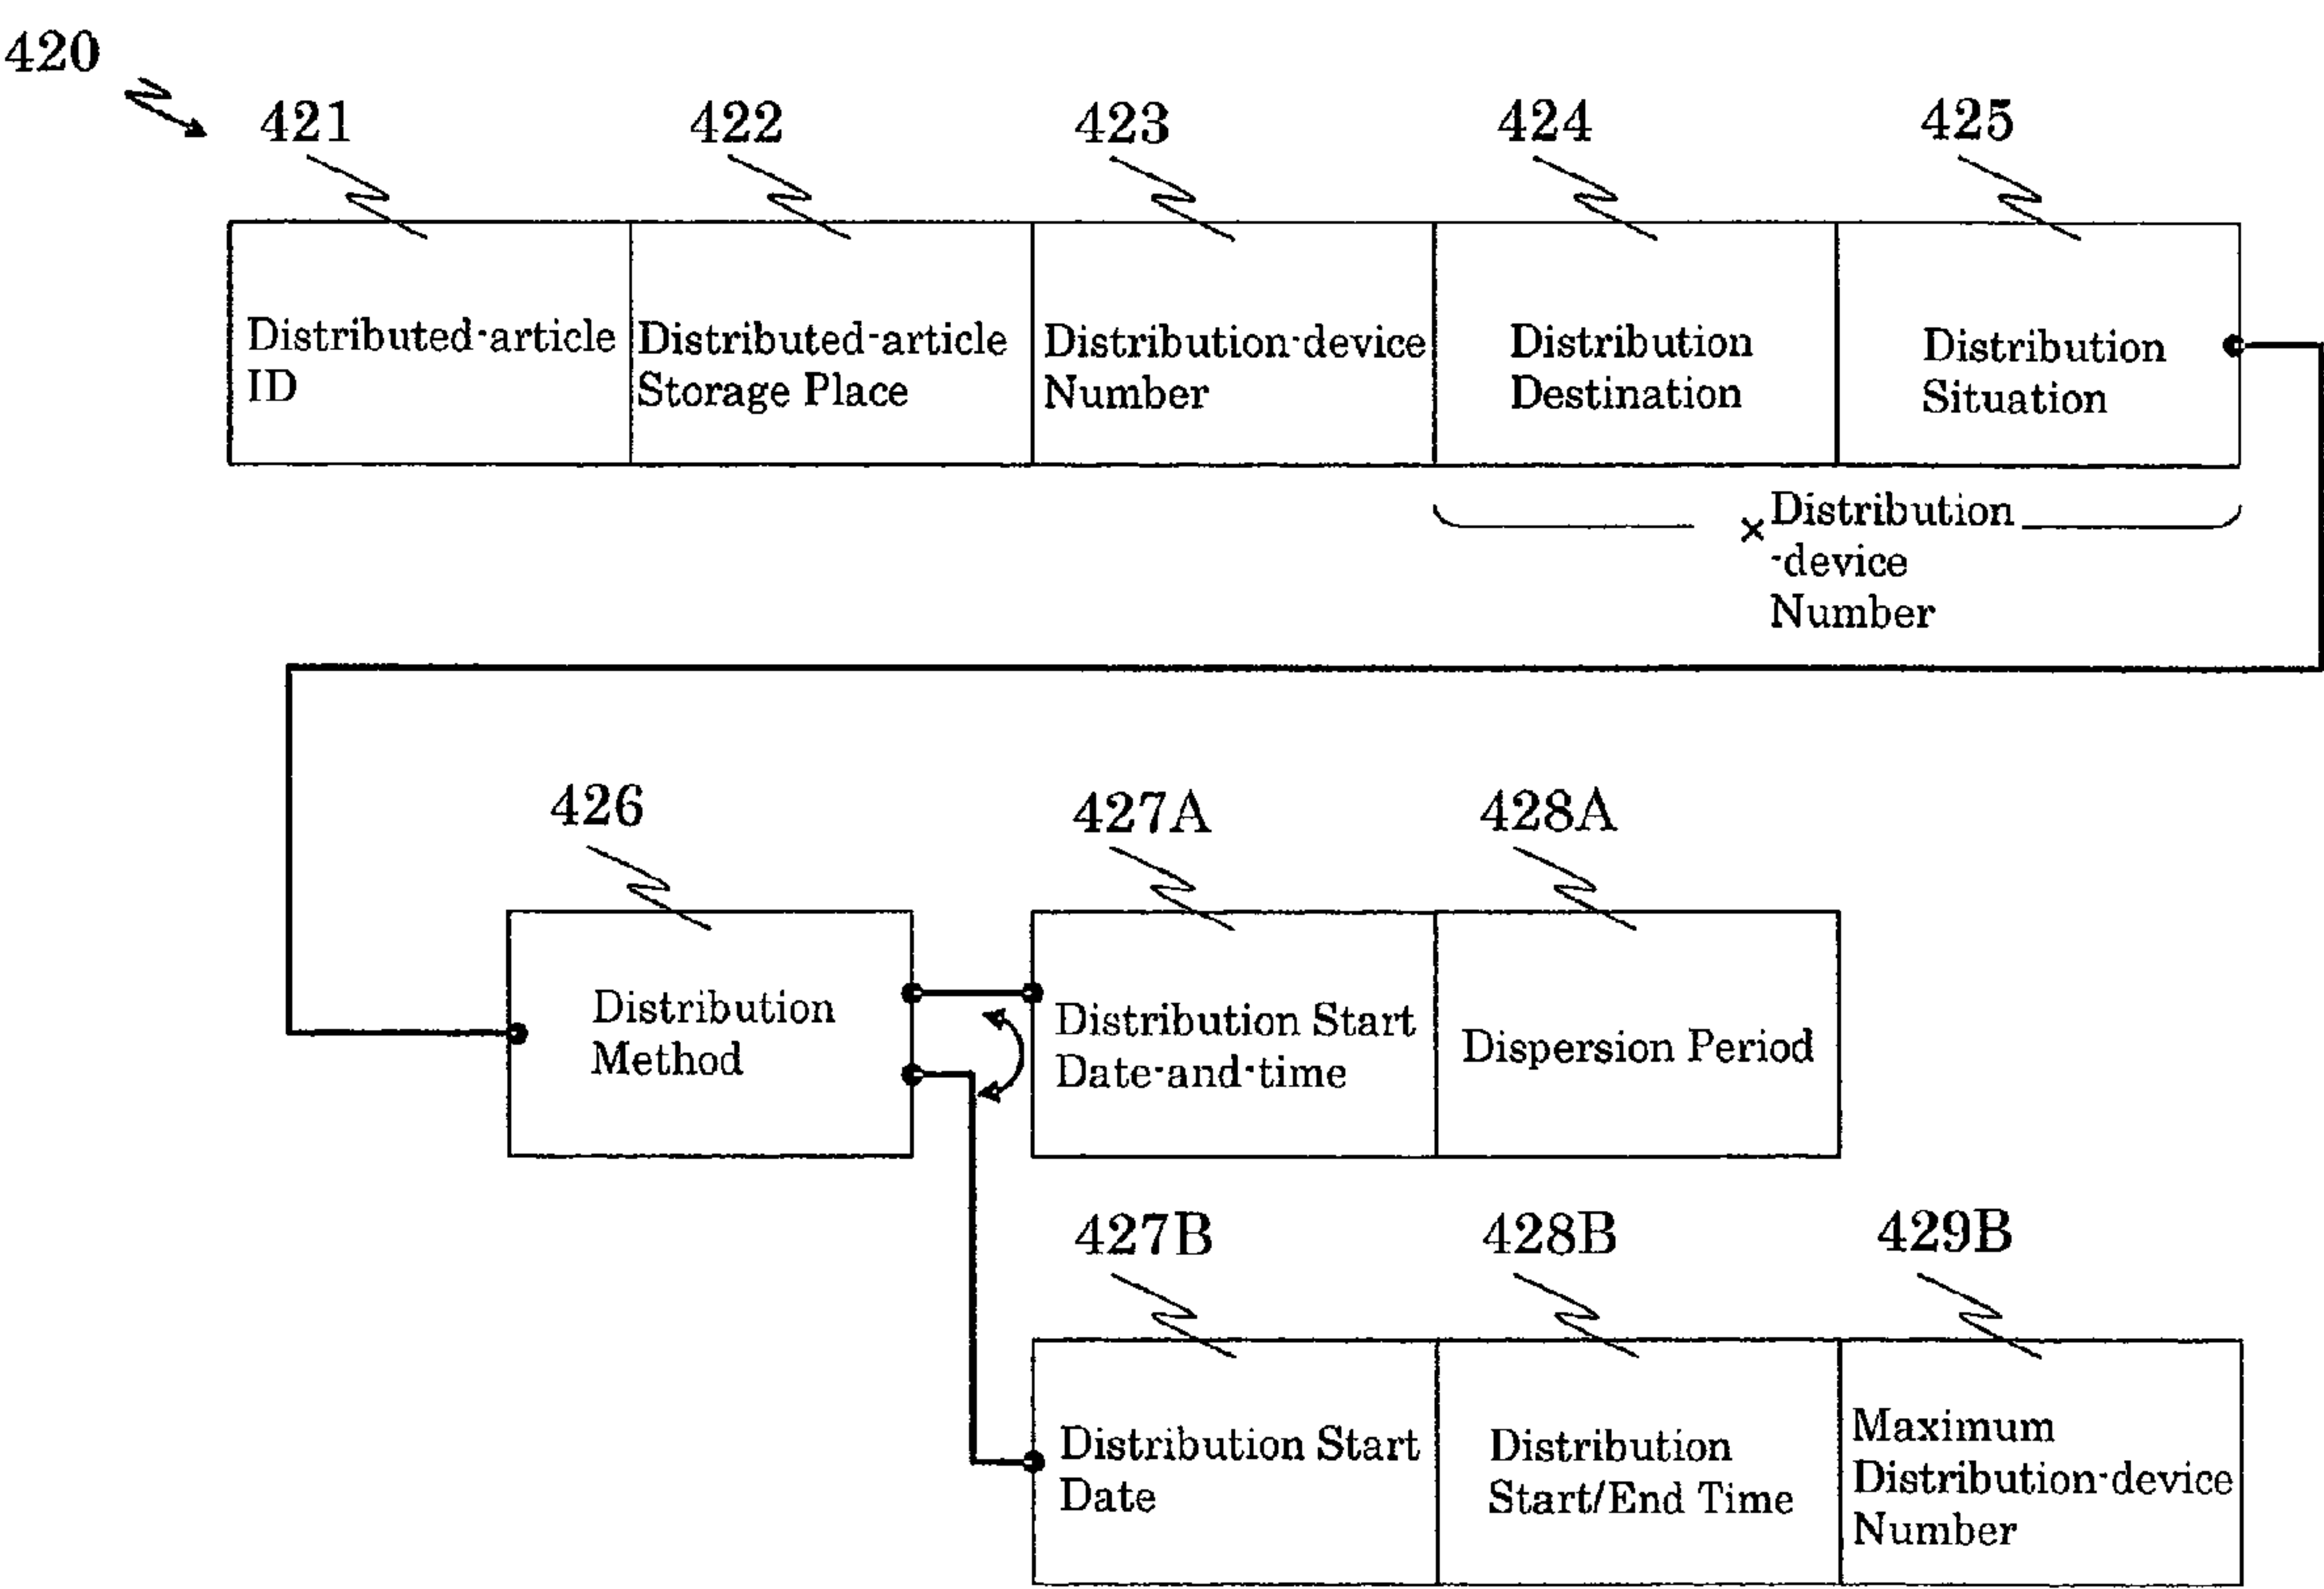 420
421
422
423
424
425
Distributed-article
ID
Distributed-article
Storage Place
Distribution-device
Number
Distribution
Destination
Distribution
Situation
×Distribution
-device
Number
426
427A
428A
Distribution
Method
Distribution Start
Date-and-time
Dispersion Period
427B
428B
429B
Distribution Start
Date
Distribution
Start/End Time
Maximum
Distribution-device
Number